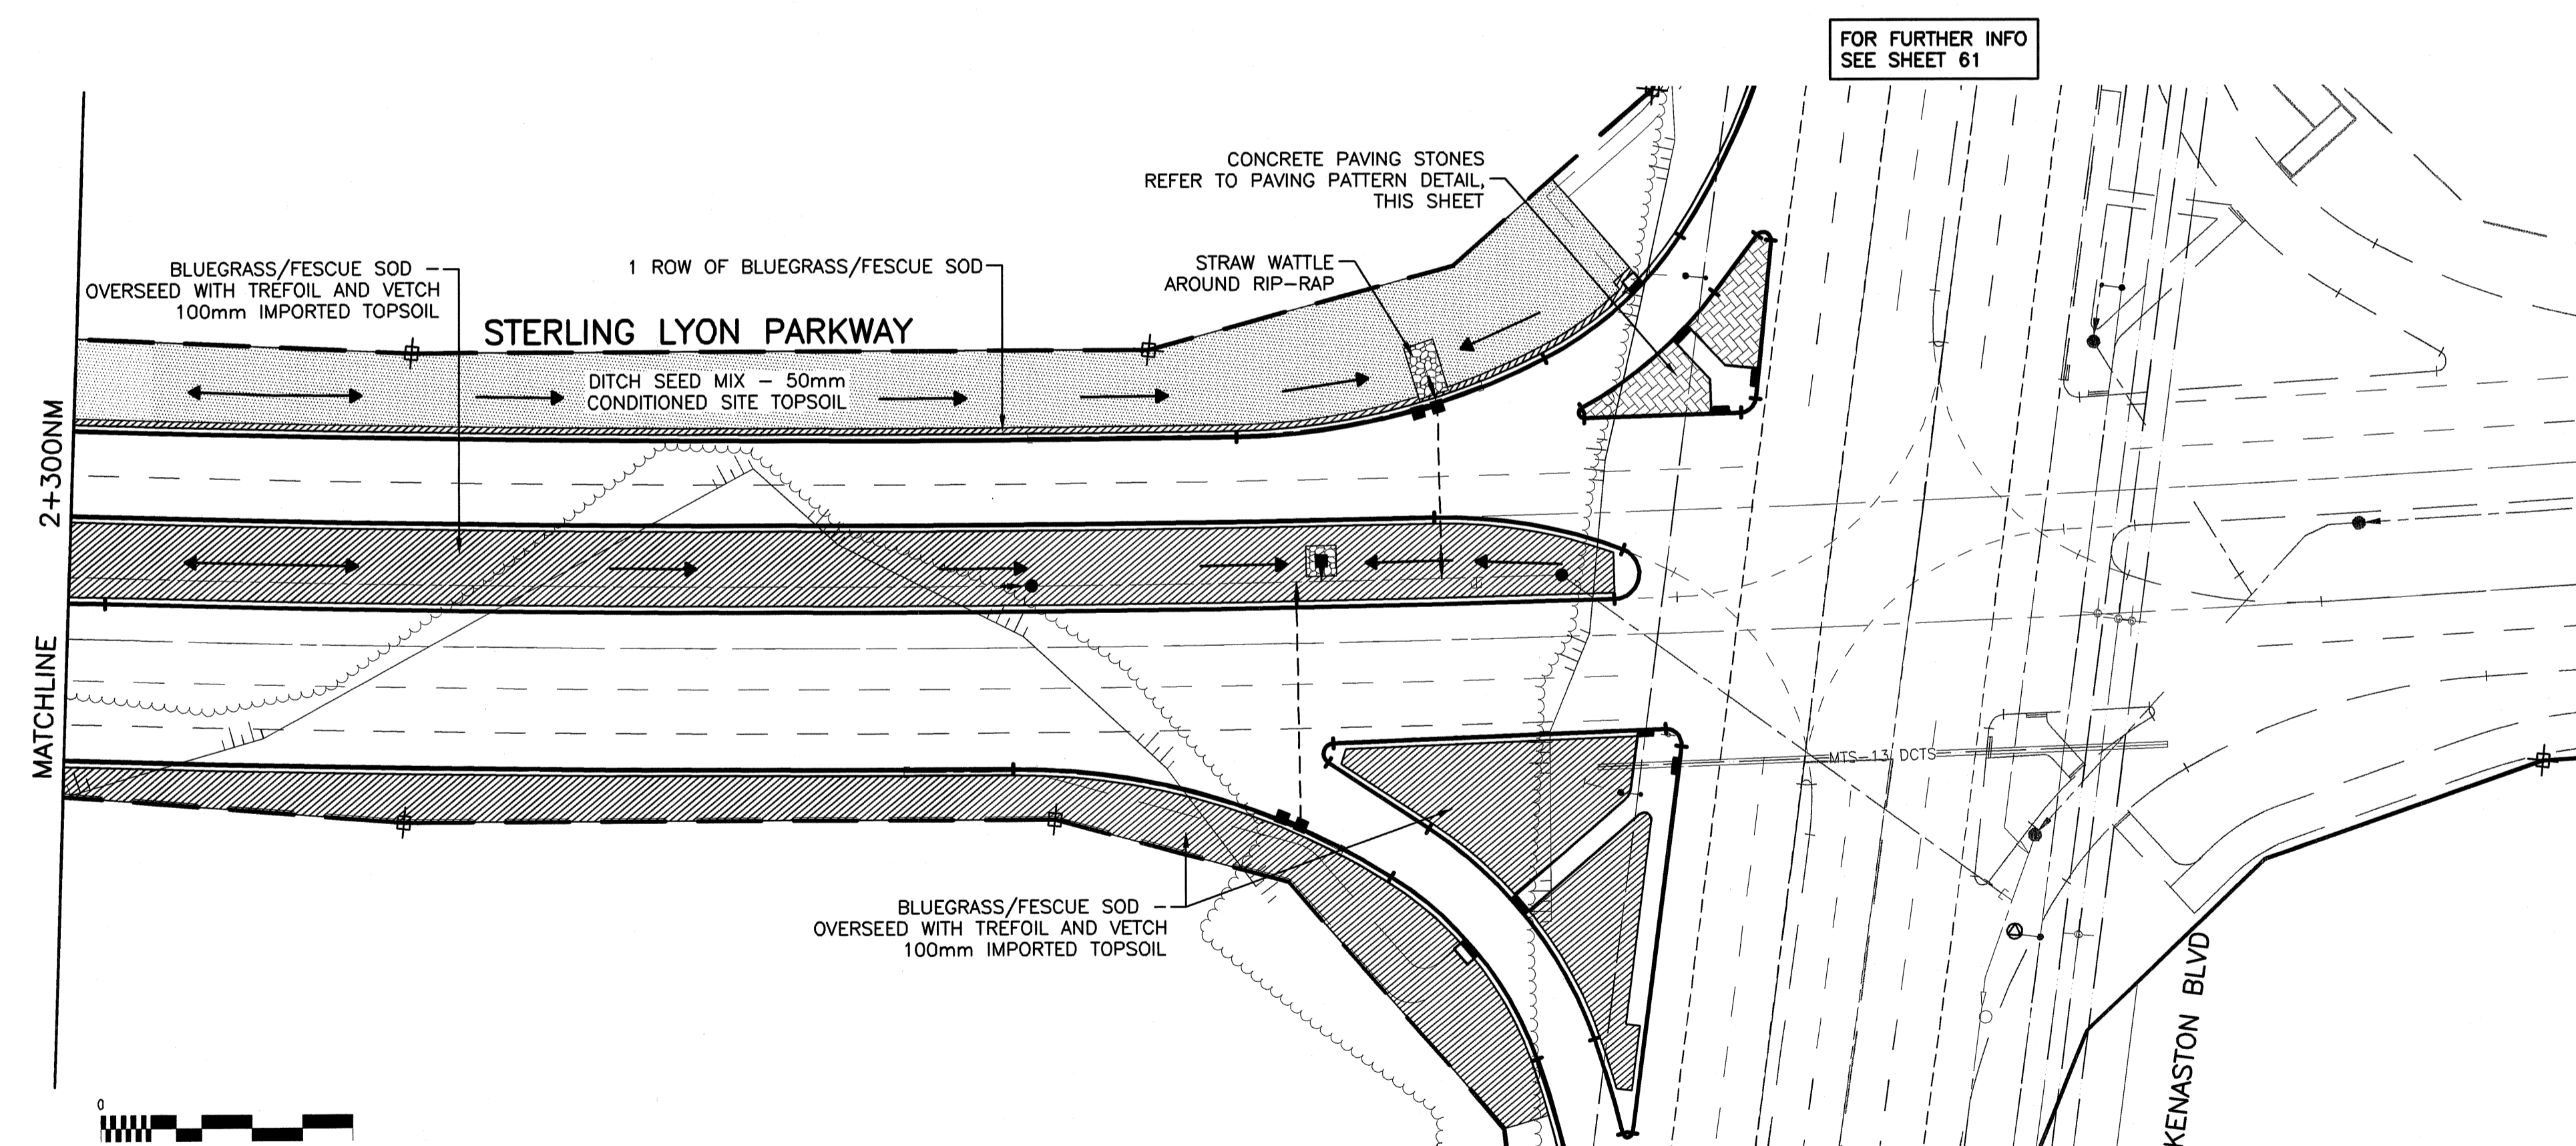 FOR FURTHER INFO
SEE SHEET 61
CONCRETE PAVING STONES
REFER TO PAVING PATTERN DETAIL,
THIS SHEET
BLUEGRASS/FESCUE SOD
OVERSEED WITH TREFOIL AND VETCH
100mm IMPORTED TOPSOIL
1 ROW OF BLUEGRASS/FESCUE SOD
STRAW WATTLE
AROUND RIP-RAP
STERLING LYON PARKWAY
DITCH SEED MIX - 50mm
CONDITIONED SITE TOPSOIL
MATCHLINE 2+300NM
MTS-13 DCTS
BLUEGRASS/FESCUE SOD
OVERSEED WITH TREFOIL AND VETCH
100mm IMPORTED TOPSOIL
KENASTON BLVD
0